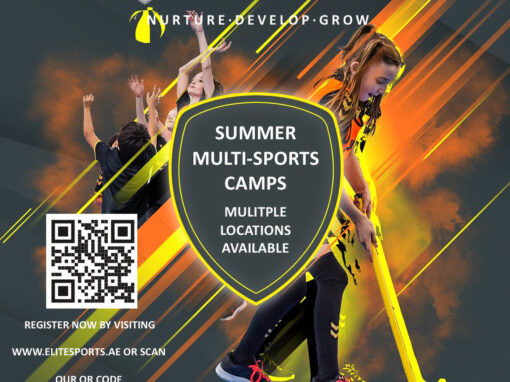 NURTURE·DEVELOP·GROW
SUMMER
MULTI-SPORTS
CAMPS
MULITPLE
LOCATIONS
AVAILABLE
REGISTER NOW BY VISITING
WWW.ELITESPORTS.AE OR SCAN
OUR QR CODE